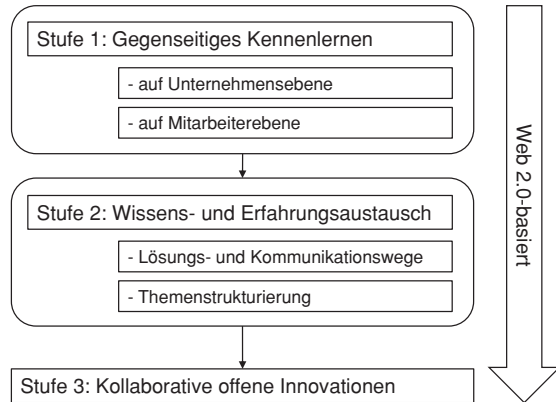 Stufe 1: Gegenseitiges Kennenlernen
- auf Unternehmensebene
- auf Mitarbeiterebene
Stufe 2: Wissens- und Erfahrungsaustausch
- Lösungs- und Kommunikationswege
- Themenstrukturierung
Stufe 3: Kollaborative offene Innovationen
Web 2.0-basiert